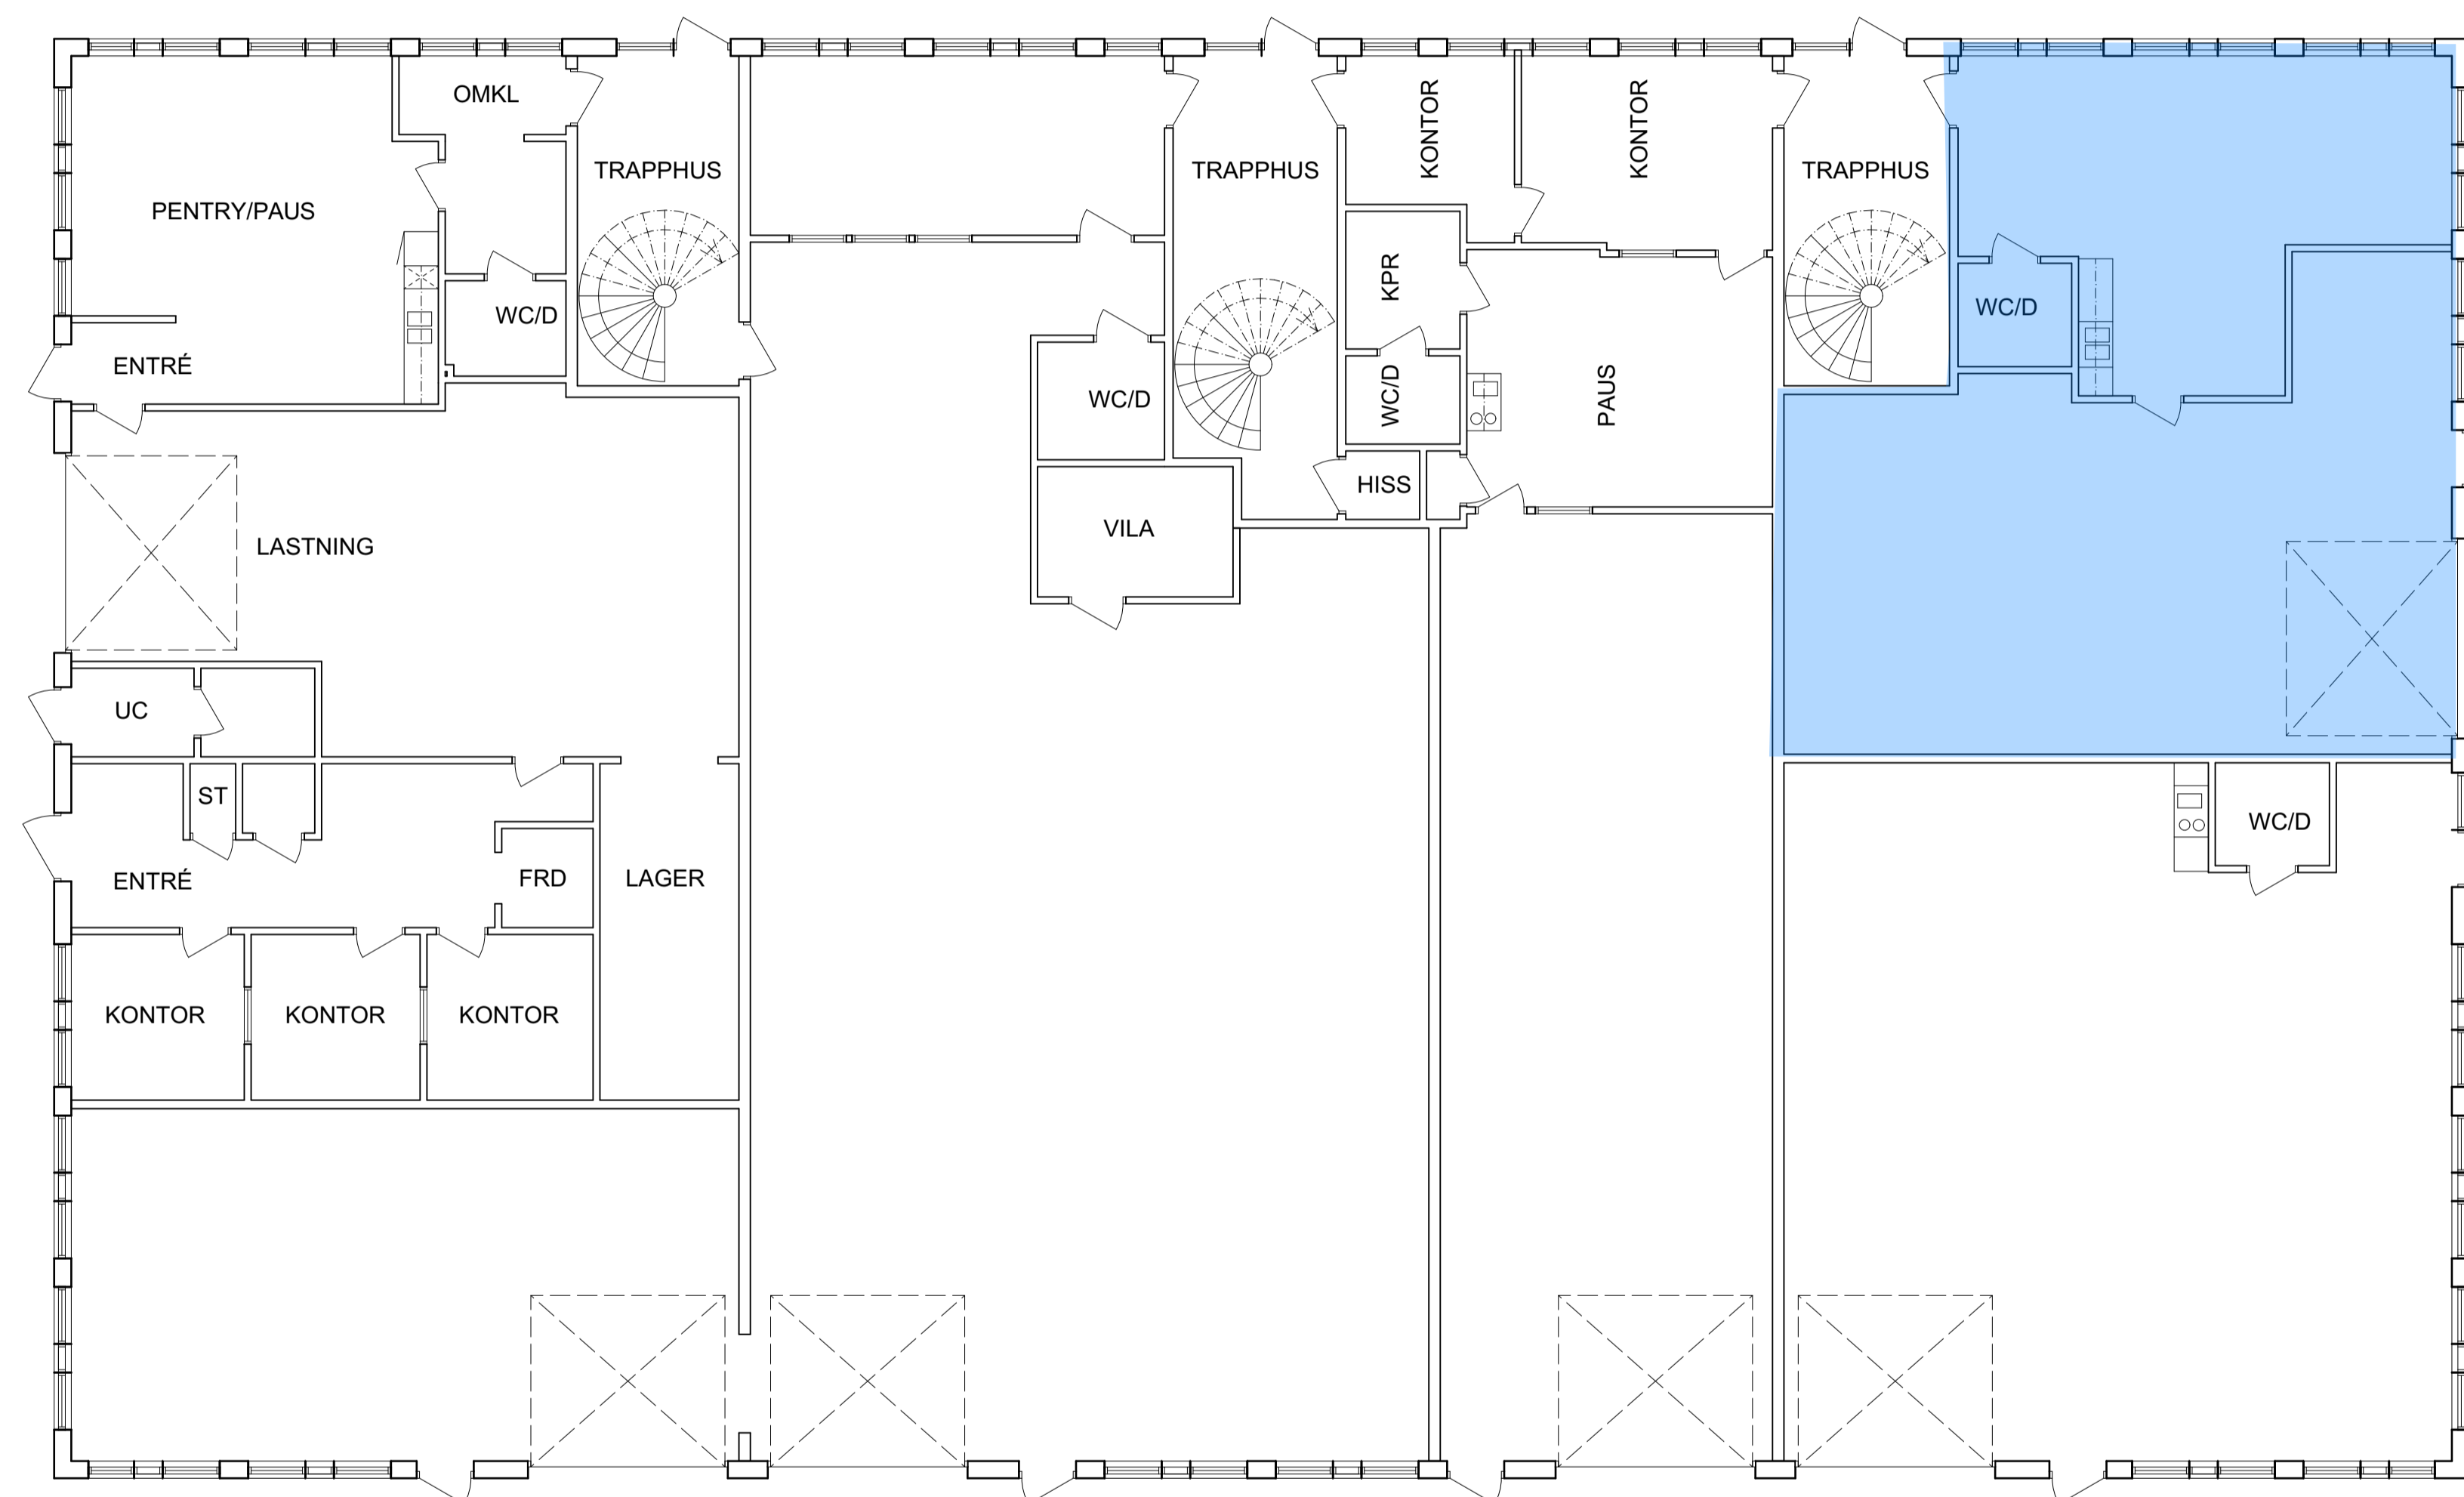 OMKL
KONTOR
KONTOR
TRAPPHUS
TRAPPHUS
TRAPPHUS
PENTRY/PAUS
KPR
WC/D
WC/D
ENTRÉ
WC/D
WC/D
PAUS
HISS
VILA
LASTNING
UC
ST
WC/D
ENTRÉ
FRD
LAGER
KONTOR
KONTOR
KONTOR